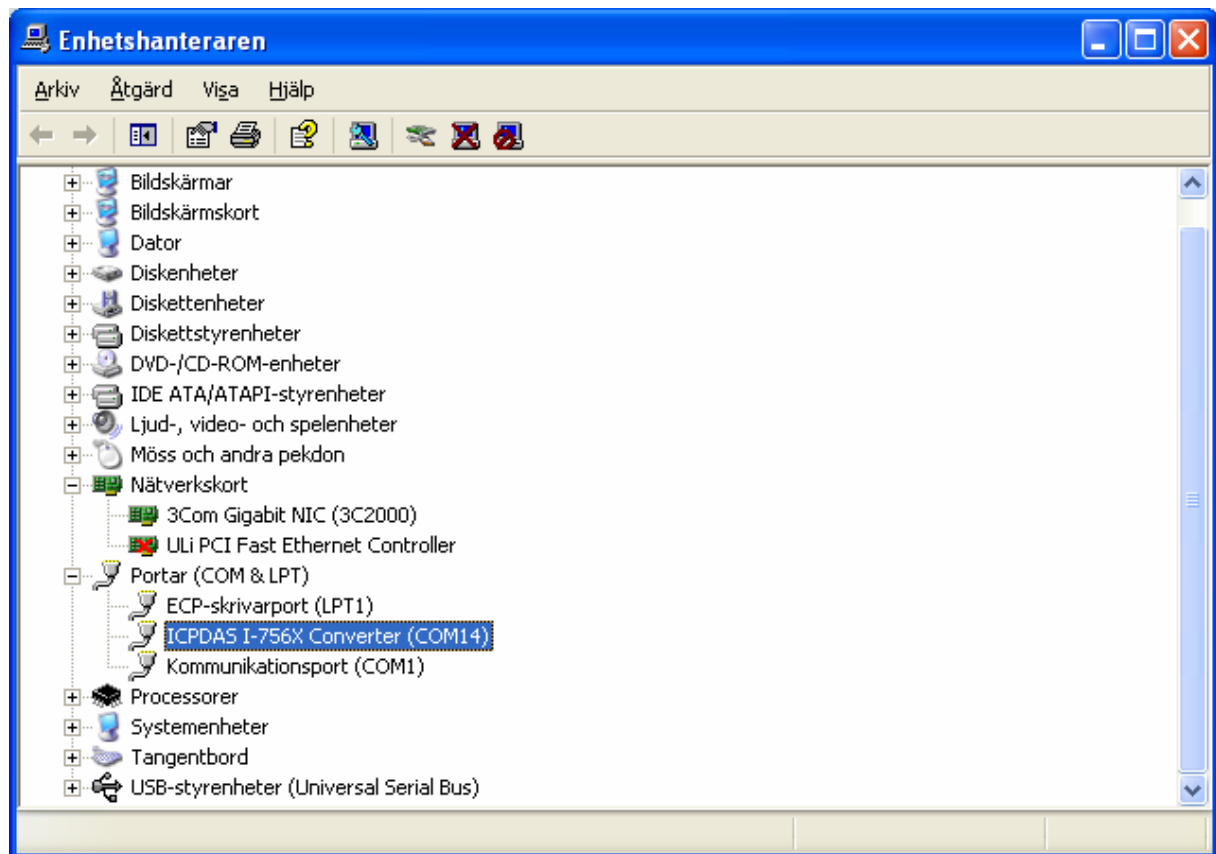 Enhetshanteraren
Arkiv Åtgärd Visa Hjälp
Bildskärmar
Bildskärmskort
Dator
Diskenheter
Diskettenheter
Diskettstyrenheter
DVD-/CD-ROM-enheter
IDE ATA/ATAPI-styrenheter
Ljud-, video- och spelenheter
Möss och andra pekdon
Nätverkskort
3Com Gigabit NIC (3C2000)
ULi PCI Fast Ethernet Controller
Portar (COM & LPT)
ECP-skrivarport (LPT1)
ICPDAS I-756X Converter (COM14)
Kommunikationsport (COM1)
Processorer
Systemenheter
Tangentbord
USB-styrenheter (Universal Serial Bus)